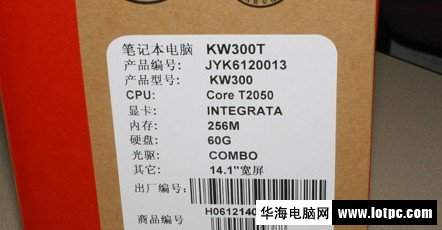 笔记本电脑 KW300T
产品编号: JYK6120013
产品型号: KW300
CPU: Core T2050
显卡: INTEGRATA
内存: 256M
硬盘: 60G
光驱: COMBO
其它: 14.1"宽屏
出厂编号:
H0612140
商品编号
华海电脑网
www.lotpc.com